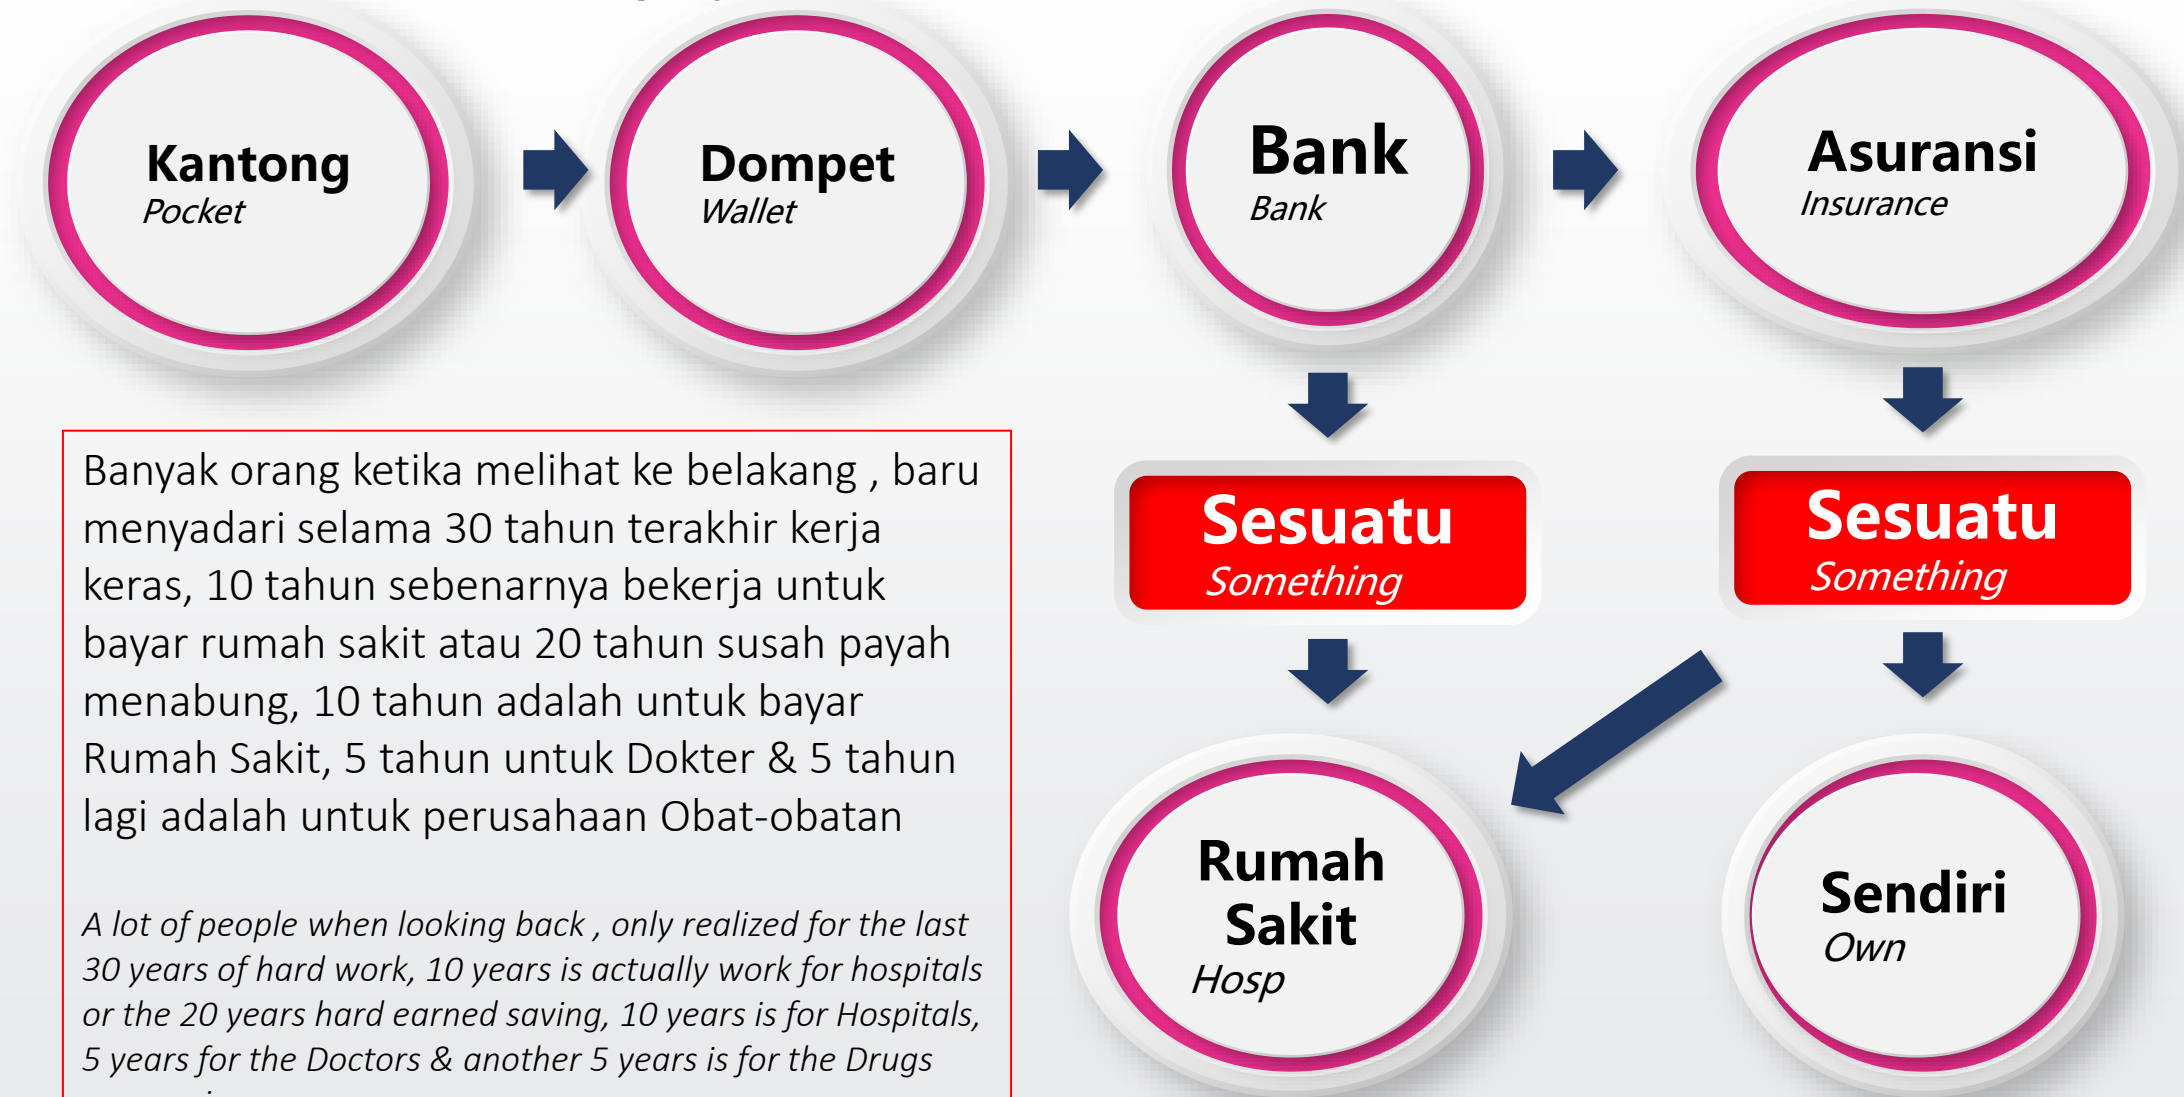 Kantong
Pocket
Dompet
Wallet
Bank
Bank
Asuransi
Insurance
Banyak orang ketika melihat ke belakang , baru
menyadari selama 30 tahun terakhir kerja
keras, 10 tahun sebenarnya bekerja untuk
bayar rumah sakit atau 20 tahun susah payah
menabung, 10 tahun adalah untuk bayar
Rumah Sakit, 5 tahun untuk Dokter & 5 tahun
lagi adalah untuk perusahaan Obat-obatan
A lot of people when looking back , only realized for the last
30 years of hard work, 10 years is actually work for hospitals
or the 20 years hard earned saving, 10 years is for Hospitals,
5 years for the Doctors & another 5 years is for the Drugs
Sesuatu
Something
Sesuatu
Something
Rumah
Sakit
Hosp
Sendiri
Own